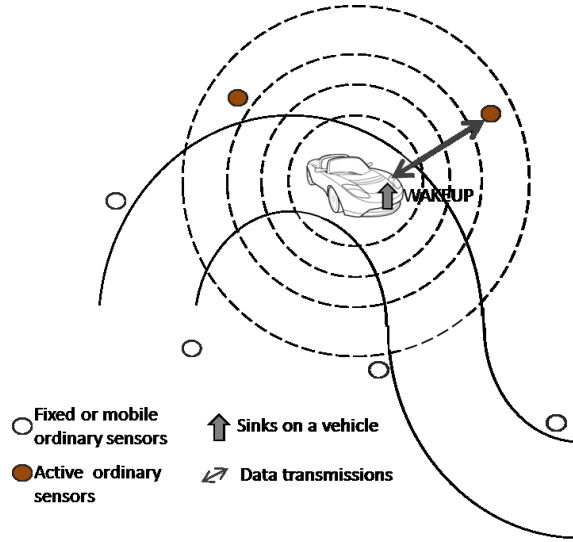 WAKEUP
Fixed or mobile
ordinary sensors
Sinks on a vehicle
Active ordinary
sensors
Data transmissions